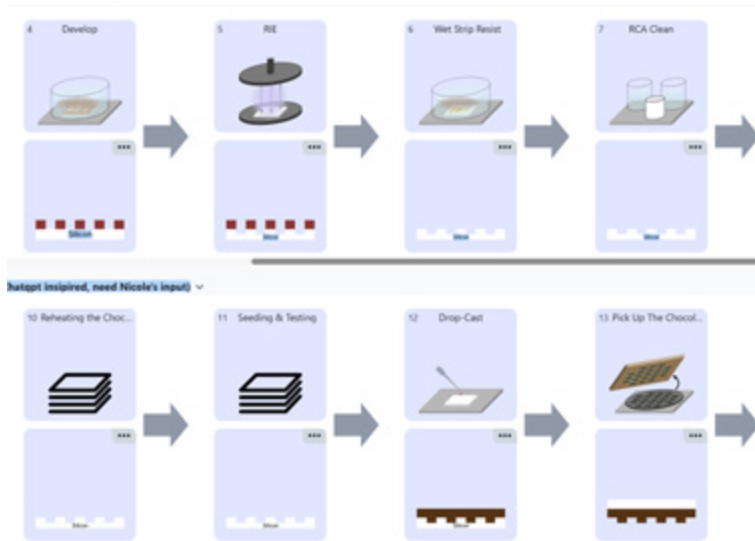 4 Develop
5 RIE
6 Wet Strip Resist
7 RCA Clean
Silicon
Silicon
Silicon
Silicon
hatgpt insipired, need Nicole's input)
10 Reheating the Choc...
11 Seeding & Testing
12 Drop-Cast
13 Pick Up The Chocol...
Silicon
Silicon
Silicon